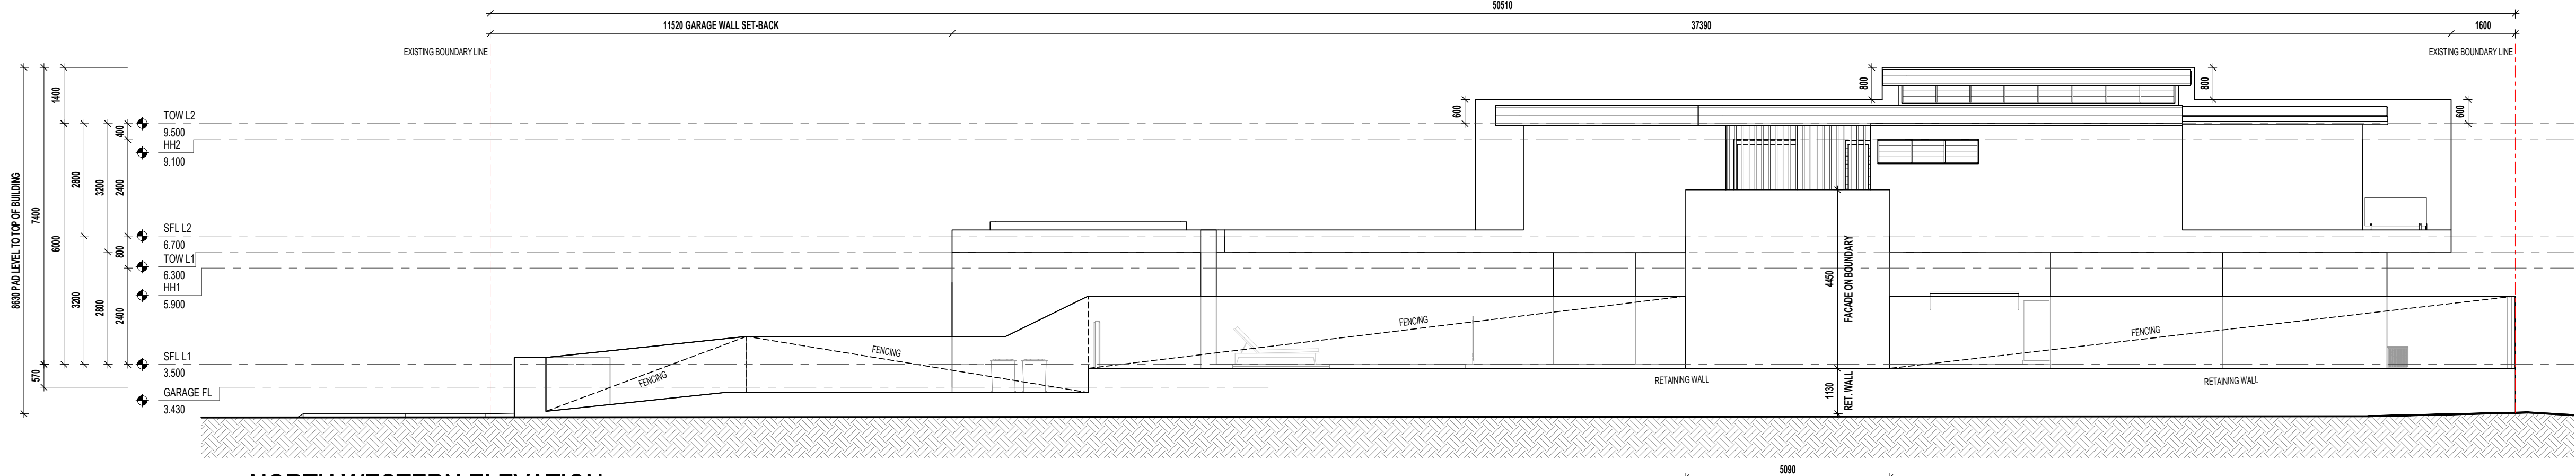 50510
11520 GARAGE WALL SET-BACK
37390
1600
EXISTING BOUNDARY LINE
EXISTING BOUNDARY LINE
8630 PAD LEVEL TO TOP OF BUILDING
7400
570
1400
6000
2800
3200
3200
2800
400
2400
800
2400
TOW L2
9.500
HH2
9.100
SFL L2
6.700
TOW L1
6.300
HH1
5.900
SFL L1
3.500
GARAGE FL
3.430
600
800
800
600
4450
FACADE ON BOUNDARY
1130
RET. WALL
FENCING
FENCING
FENCING
FENCING
RETAINING WALL
RETAINING WALL
NORTH WESTERN ELEVATION
5090